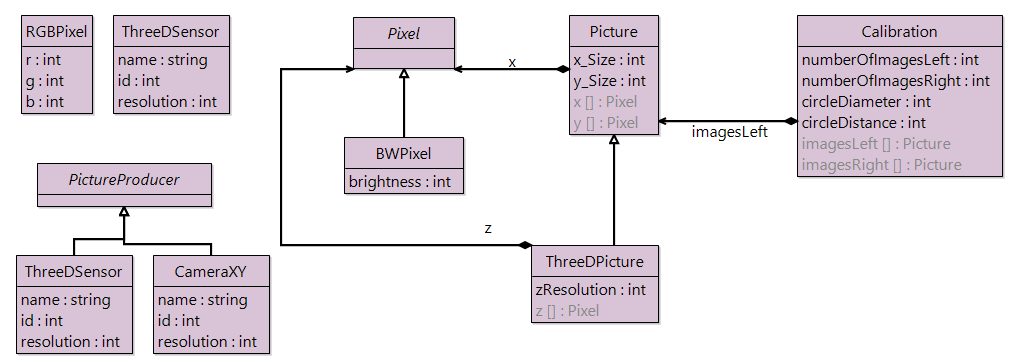 RGBPixel
r : int
g : int
b : int
ThreeDSensor
name : string
id : int
resolution : int
Pixel
x
Picture
x_Size : int
y_Size : int
x [] : Pixel
y [] : Pixel
Calibration
numberOfImagesLeft : int
numberOfImagesRight : int
circleDiameter : int
circleDistance : int
imagesLeft [] : Picture
imagesRight [] : Picture
imagesLeft
BWPixel
brightness : int
PictureProducer
z
ThreeDSensor
name : string
id : int
resolution : int
CameraXY
name : string
id : int
resolution : int
ThreeDPicture
zResolution : int
z [] : Pixel